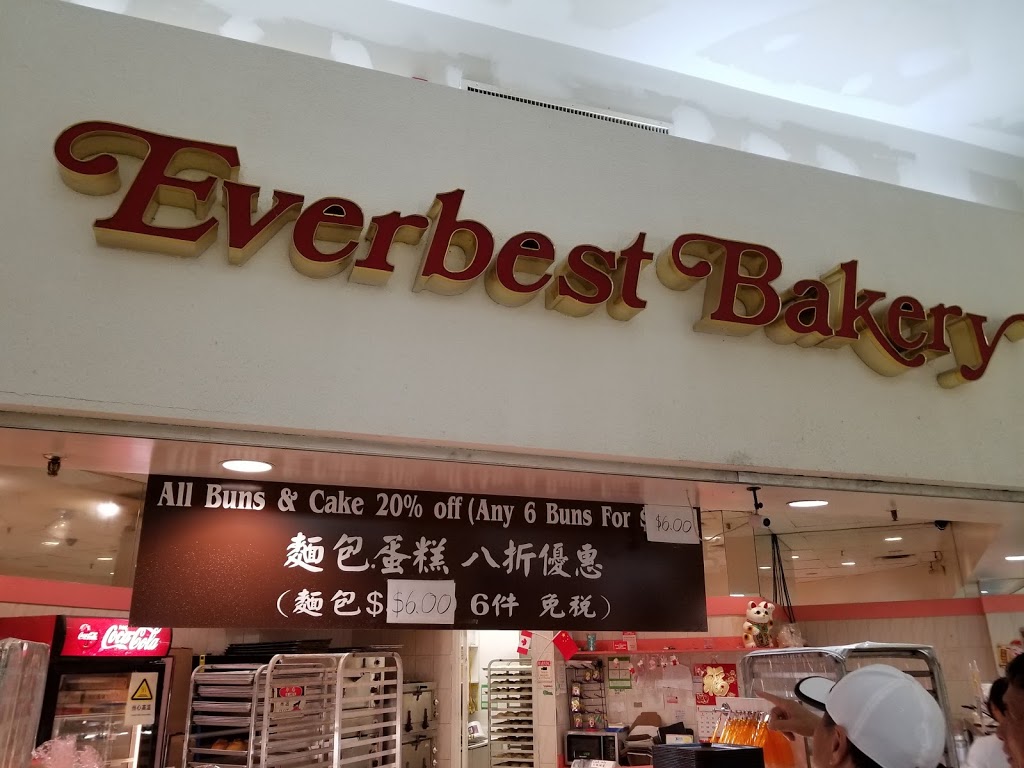 Everbest Bakery
All Buns & Cake 20% off (Any 6 Buns For $ $6.00
麵包.蛋糕 八折優惠
(麵包$ $6.00 6件 免税)
Coca-Cola